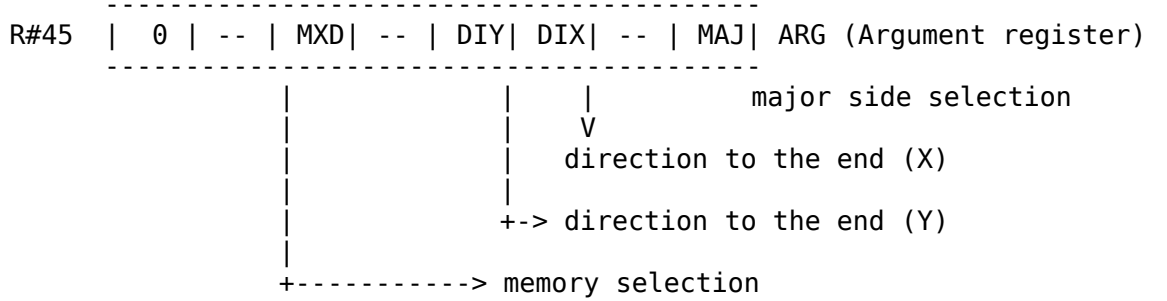 -----------------------------------------
R#45 | 0 | -- | MXD| -- | DIY| DIX| -- | MAJ| ARG (Argument register)
-----------------------------------------
| | | major side selection
| | V
| | direction to the end (X)
| |
| +-> direction to the end (Y)
|
+-----------> memory selection